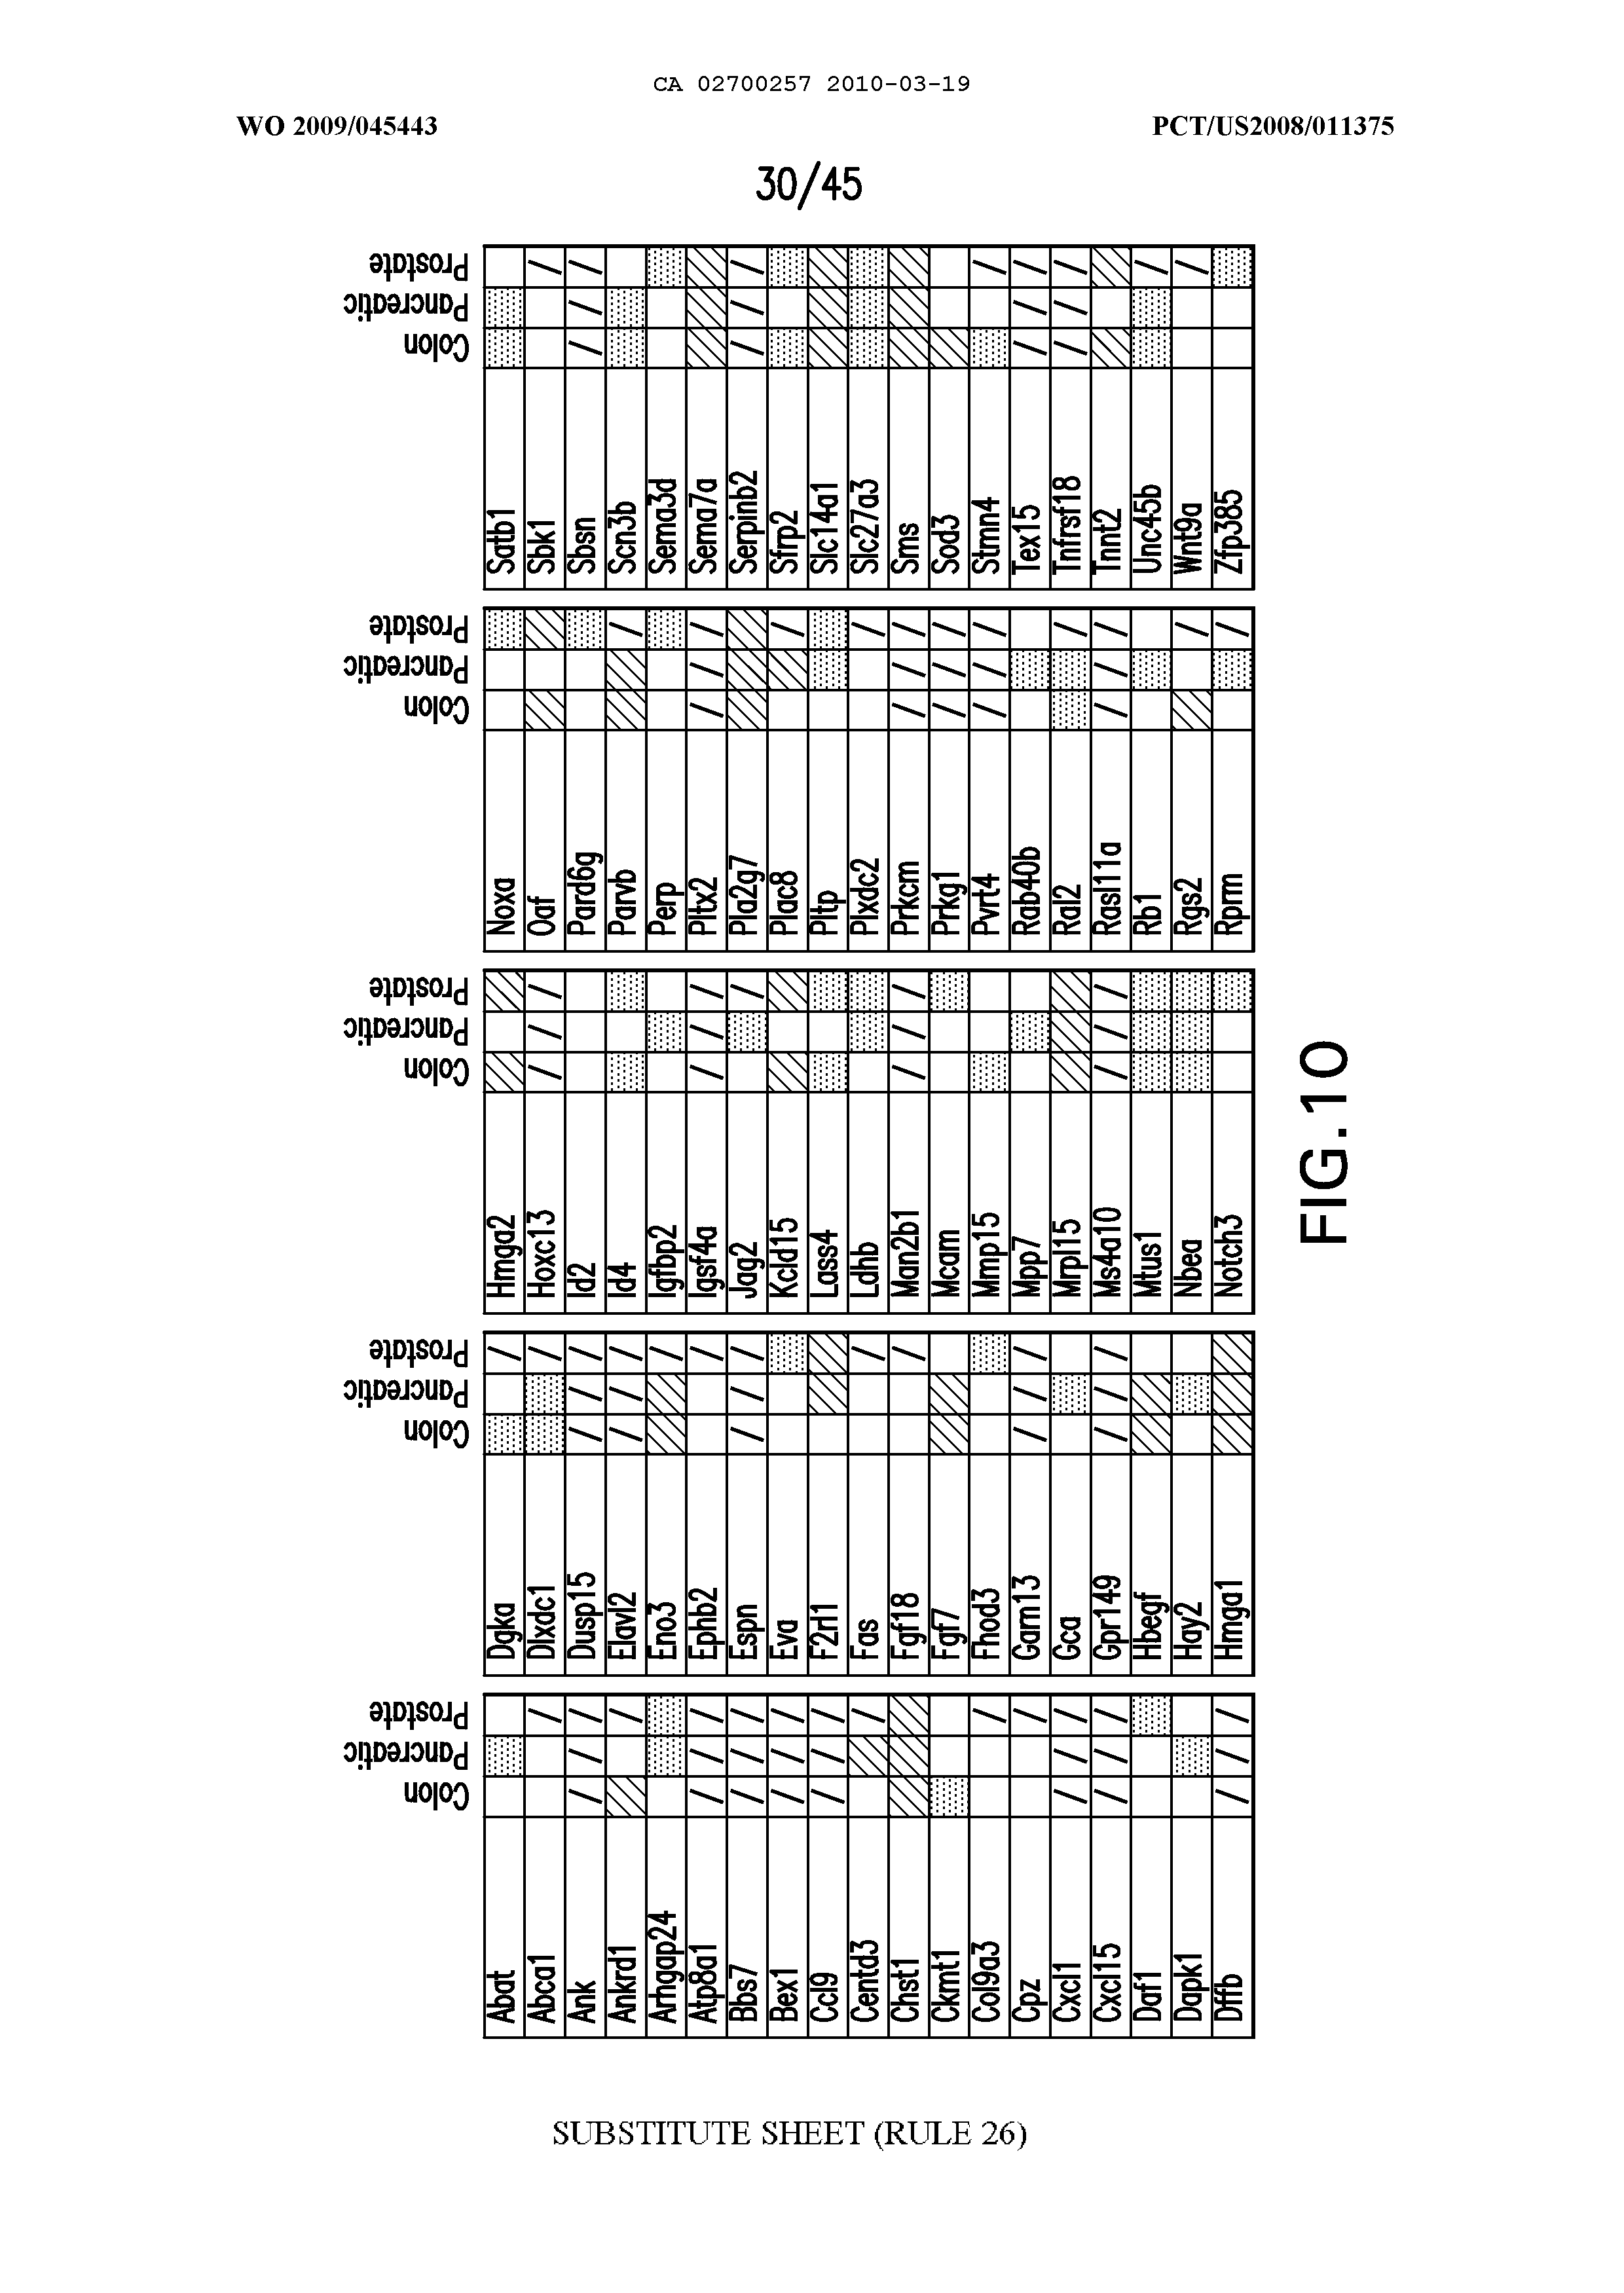 CA 02700257 2010-03-19
WO 2009/045443
PCT/US2008/011375
30/45
Colon
Pancreatic
Prostate
Abat
Abca1
Ank
Ankrd1
Arhgap24
Atp8a1
Bbs7
Bex1
Ccl9
Centd3
Chst1
Ckmt1
Col9a3
Cpz
Cxcl1
Cxcl15
Daf1
Dapk1
Dffb
Colon
Pancreatic
Prostate
Dgka
Dlxdc1
Dusp15
Elavl2
Eno3
Ephb2
Espn
Eva
F2rl1
Fas
Fgf18
Fgf7
Fhod3
Garn13
Gca
Gpr149
Hbegf
Hay2
Hmga1
Colon
Pancreatic
Prostate
Hmga2
Hoxc13
Id2
Id4
Igfbp2
Igsf4a
Jag2
Kcld15
Lass4
Ldhb
Man2b1
Mcam
Mmp15
Mpp7
Mrpl15
Ms4a10
Mtus1
Nbea
Notch3
Colon
Pancreatic
Prostate
Noxa
Oaf
Pard6g
Parvb
Perp
Pltx2
Pla2g7
Plac8
Pltp
Plxdc2
Prkcm
Prkg1
Pvrt4
Rab40b
Ral2
Rasl11a
Rb1
Rgs2
Rprm
Colon
Pancreatic
Prostate
Satb1
Sbk1
Sbsn
Scn3b
Sema3d
Sema7a
Serpinb2
Sfrp2
Slc14a1
Slc27a3
Sms
Sod3
Stmn4
Tex15
Tnfrsf18
Tnnt2
Unc45b
Wnt9a
Zfp385
FIG.10
SUBSTITUTE SHEET (RULE 26)